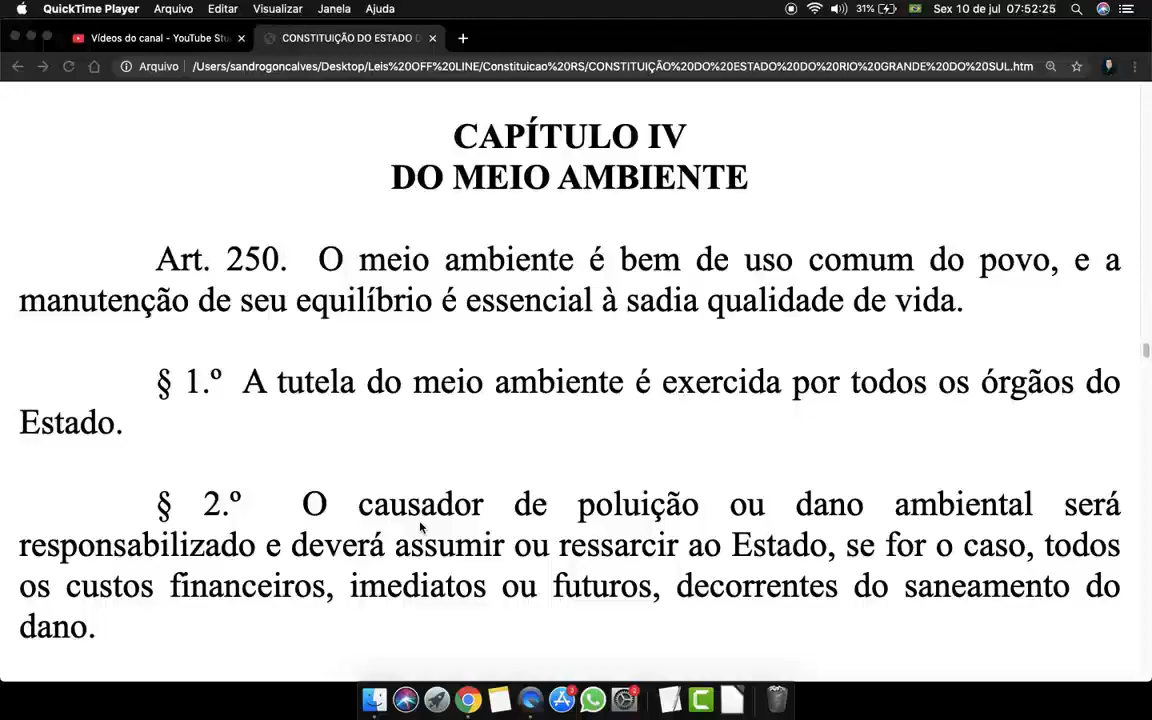 QuickTime Player Arquivo Editar Visualizar Janela Ajuda 31% Sex 10 de jul 07:52:25
Vídeos do canal - YouTube Stu CONSTITUIÇÃO DO ESTADO
Arquivo /Users/sandrogoncalves/Desktop/Leis%20OFF%20LINE/Constituicao%20RS/CONSTITUIÇÃO%20DO%20ESTADO%20DO%20RIO%20GRANDE%20DO%20SUL.htm
CAPÍTULO IV
DO MEIO AMBIENTE
Art. 250. O meio ambiente é bem de uso comum do povo, e a
manutenção de seu equilíbrio é essencial à sadia qualidade de vida.
§ 1.º A tutela do meio ambiente é exercida por todos os órgãos do
Estado.
§ 2.º O causador de poluição ou dano ambiental será
responsabilizado e deverá assumir ou ressarcir ao Estado, se for o caso, todos
os custos financeiros, imediatos ou futuros, decorrentes do saneamento do
dano.